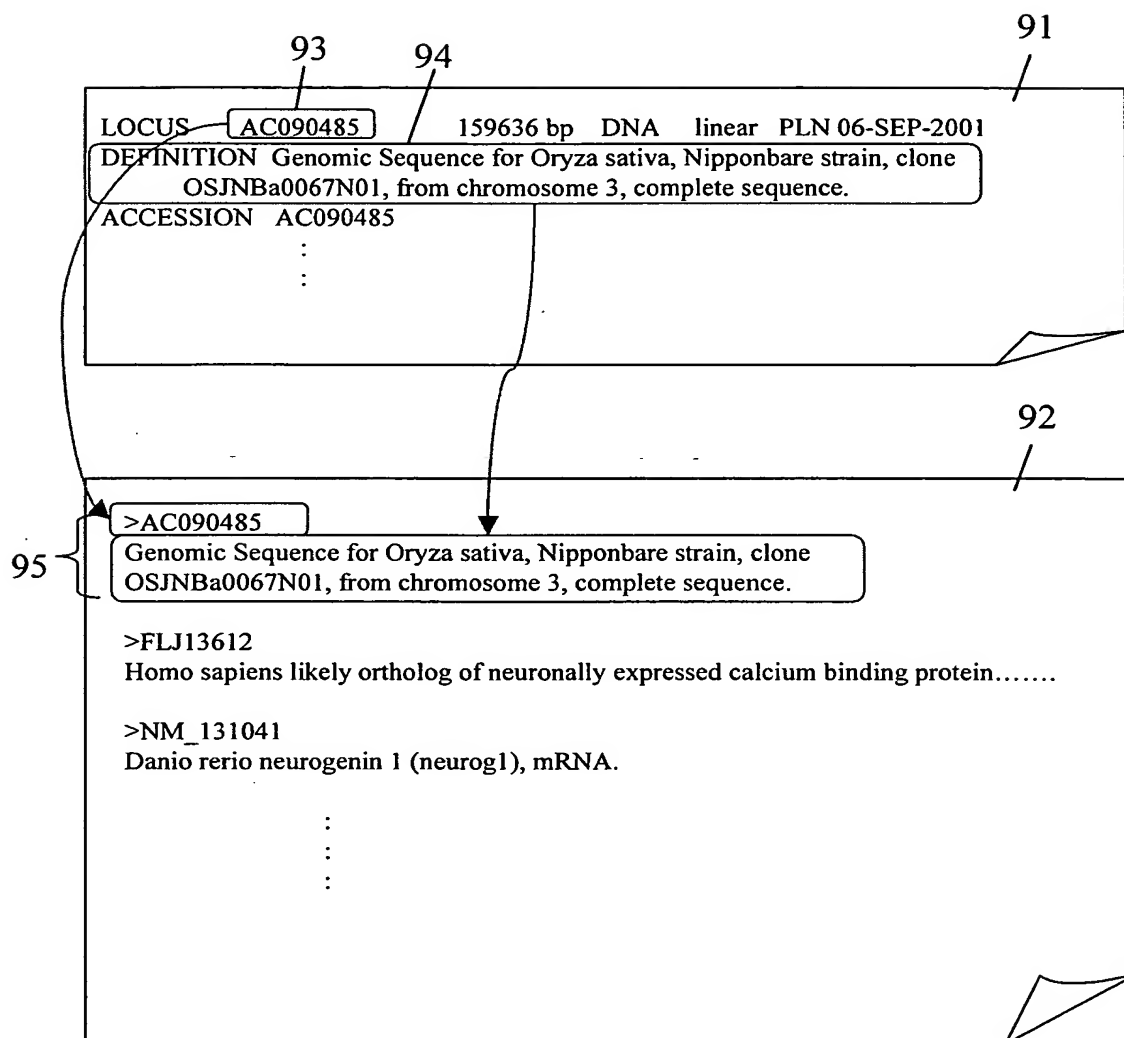 93
94
91
LOCUS AC090485 159636 bp DNA linear PLN 06-SEP-2001
DEFINITION Genomic Sequence for Oryza sativa, Nipponbare strain, clone
OSJNBa0067N01, from chromosome 3, complete sequence.
ACCESSION AC090485
:
:
92
>AC090485
95
Genomic Sequence for Oryza sativa, Nipponbare strain, clone
OSJNBa0067N01, from chromosome 3, complete sequence.
>FLJ13612
Homo sapiens likely ortholog of neuronally expressed calcium binding protein.......
>NM_131041
Danio rerio neurogenin 1 (neurog1), mRNA.
:
:
: